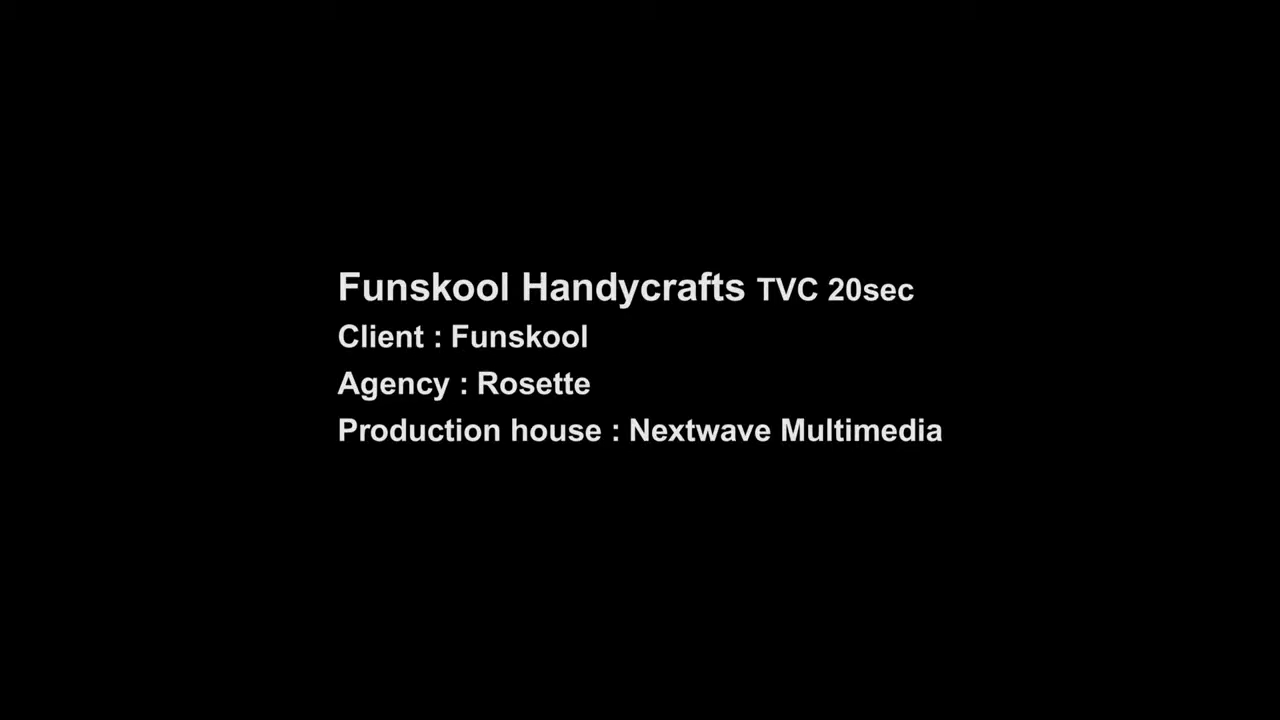 Funskool Handycrafts TVC 20sec
Client : Funskool
Agency : Rosette
Production house : Nextwave Multimedia